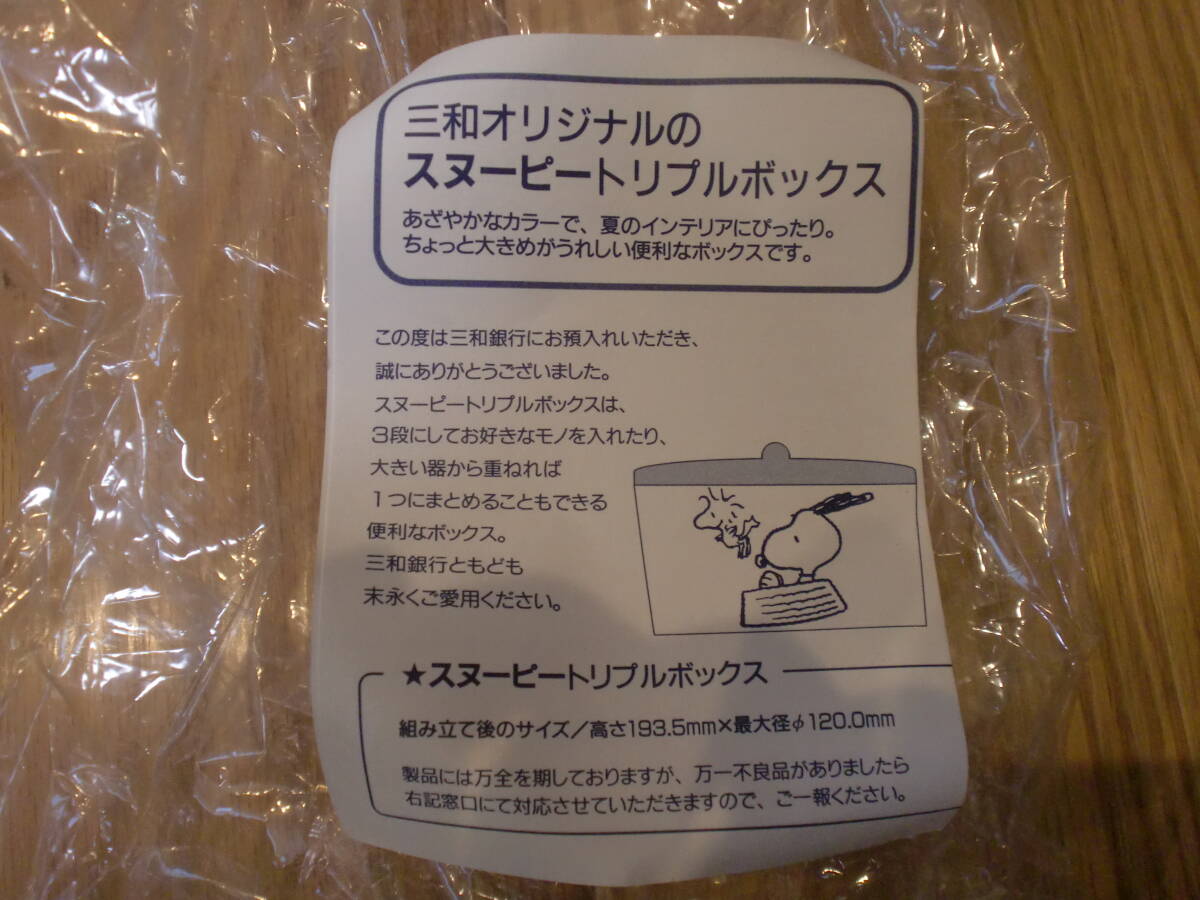 三和オリジナルの
スヌーピートリプルボックス
あざやかなカラーで、夏のインテリアにぴったり。
ちょっと大きめがうれしい便利なボックスです。
この度は三和銀行にお預入れいただき、
誠にありがとうございました。
スヌーピートリプルボックスは、
3段にしてお好きなモノを入れたり、
大きい器から重ねれば
1つにまとめることもできる
便利なボックス。
三和銀行ともども
末永くご愛用ください。
★スヌーピートリプルボックス
組み立て後のサイズ/高さ193.5mm×最大径φ120.0mm
製品には万全を期しておりますが、万一不良品がありましたら
右記窓口にて対応させていただきますので、ご一報ください。